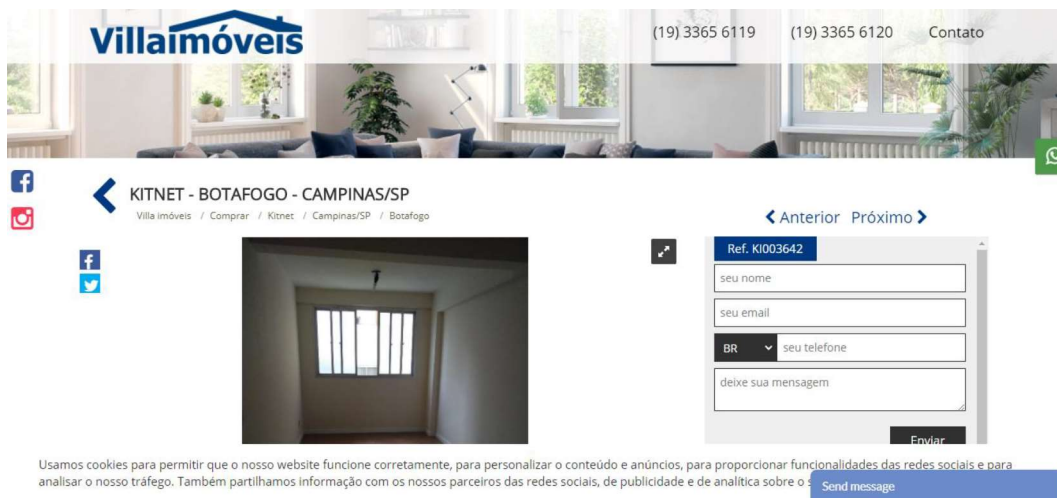 Villaimóveis
(19) 3365 6119 (19) 3365 6120 Contato
KITNET - BOTAFOGO - CAMPINAS/SP
Villa imóveis / Comprar / Kitnet / Campinas/SP / Botafogo
Anterior Próximo
Ref. KI003642
seu nome
seu email
BR seu telefone
deixe sua mensagem
Enviar
Usamos cookies para permitir que o nosso website funcione corretamente, para personalizar o conteúdo e anúncios, para proporcionar funcionalidades das redes sociais e para
analisar o nosso tráfego. Também partilhamos informação com os nossos parceiros das redes sociais, de publicidade e de analítica sobre o
Send message